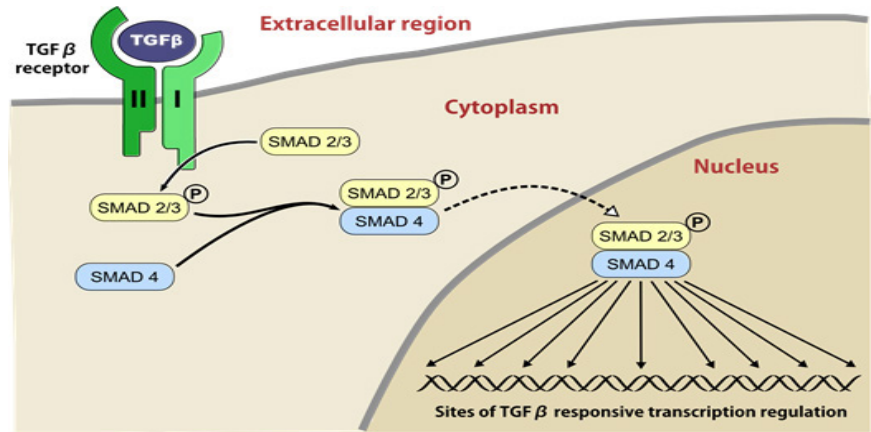 Extracellular region
TGFβ
TGF β
receptor
II
I
Cytoplasm
SMAD 2/3
Nucleus
P
SMAD 2/3
P
SMAD 2/3
SMAD 4
P
SMAD 2/3
SMAD 4
SMAD 4
Sites of TGF β responsive transcription regulation